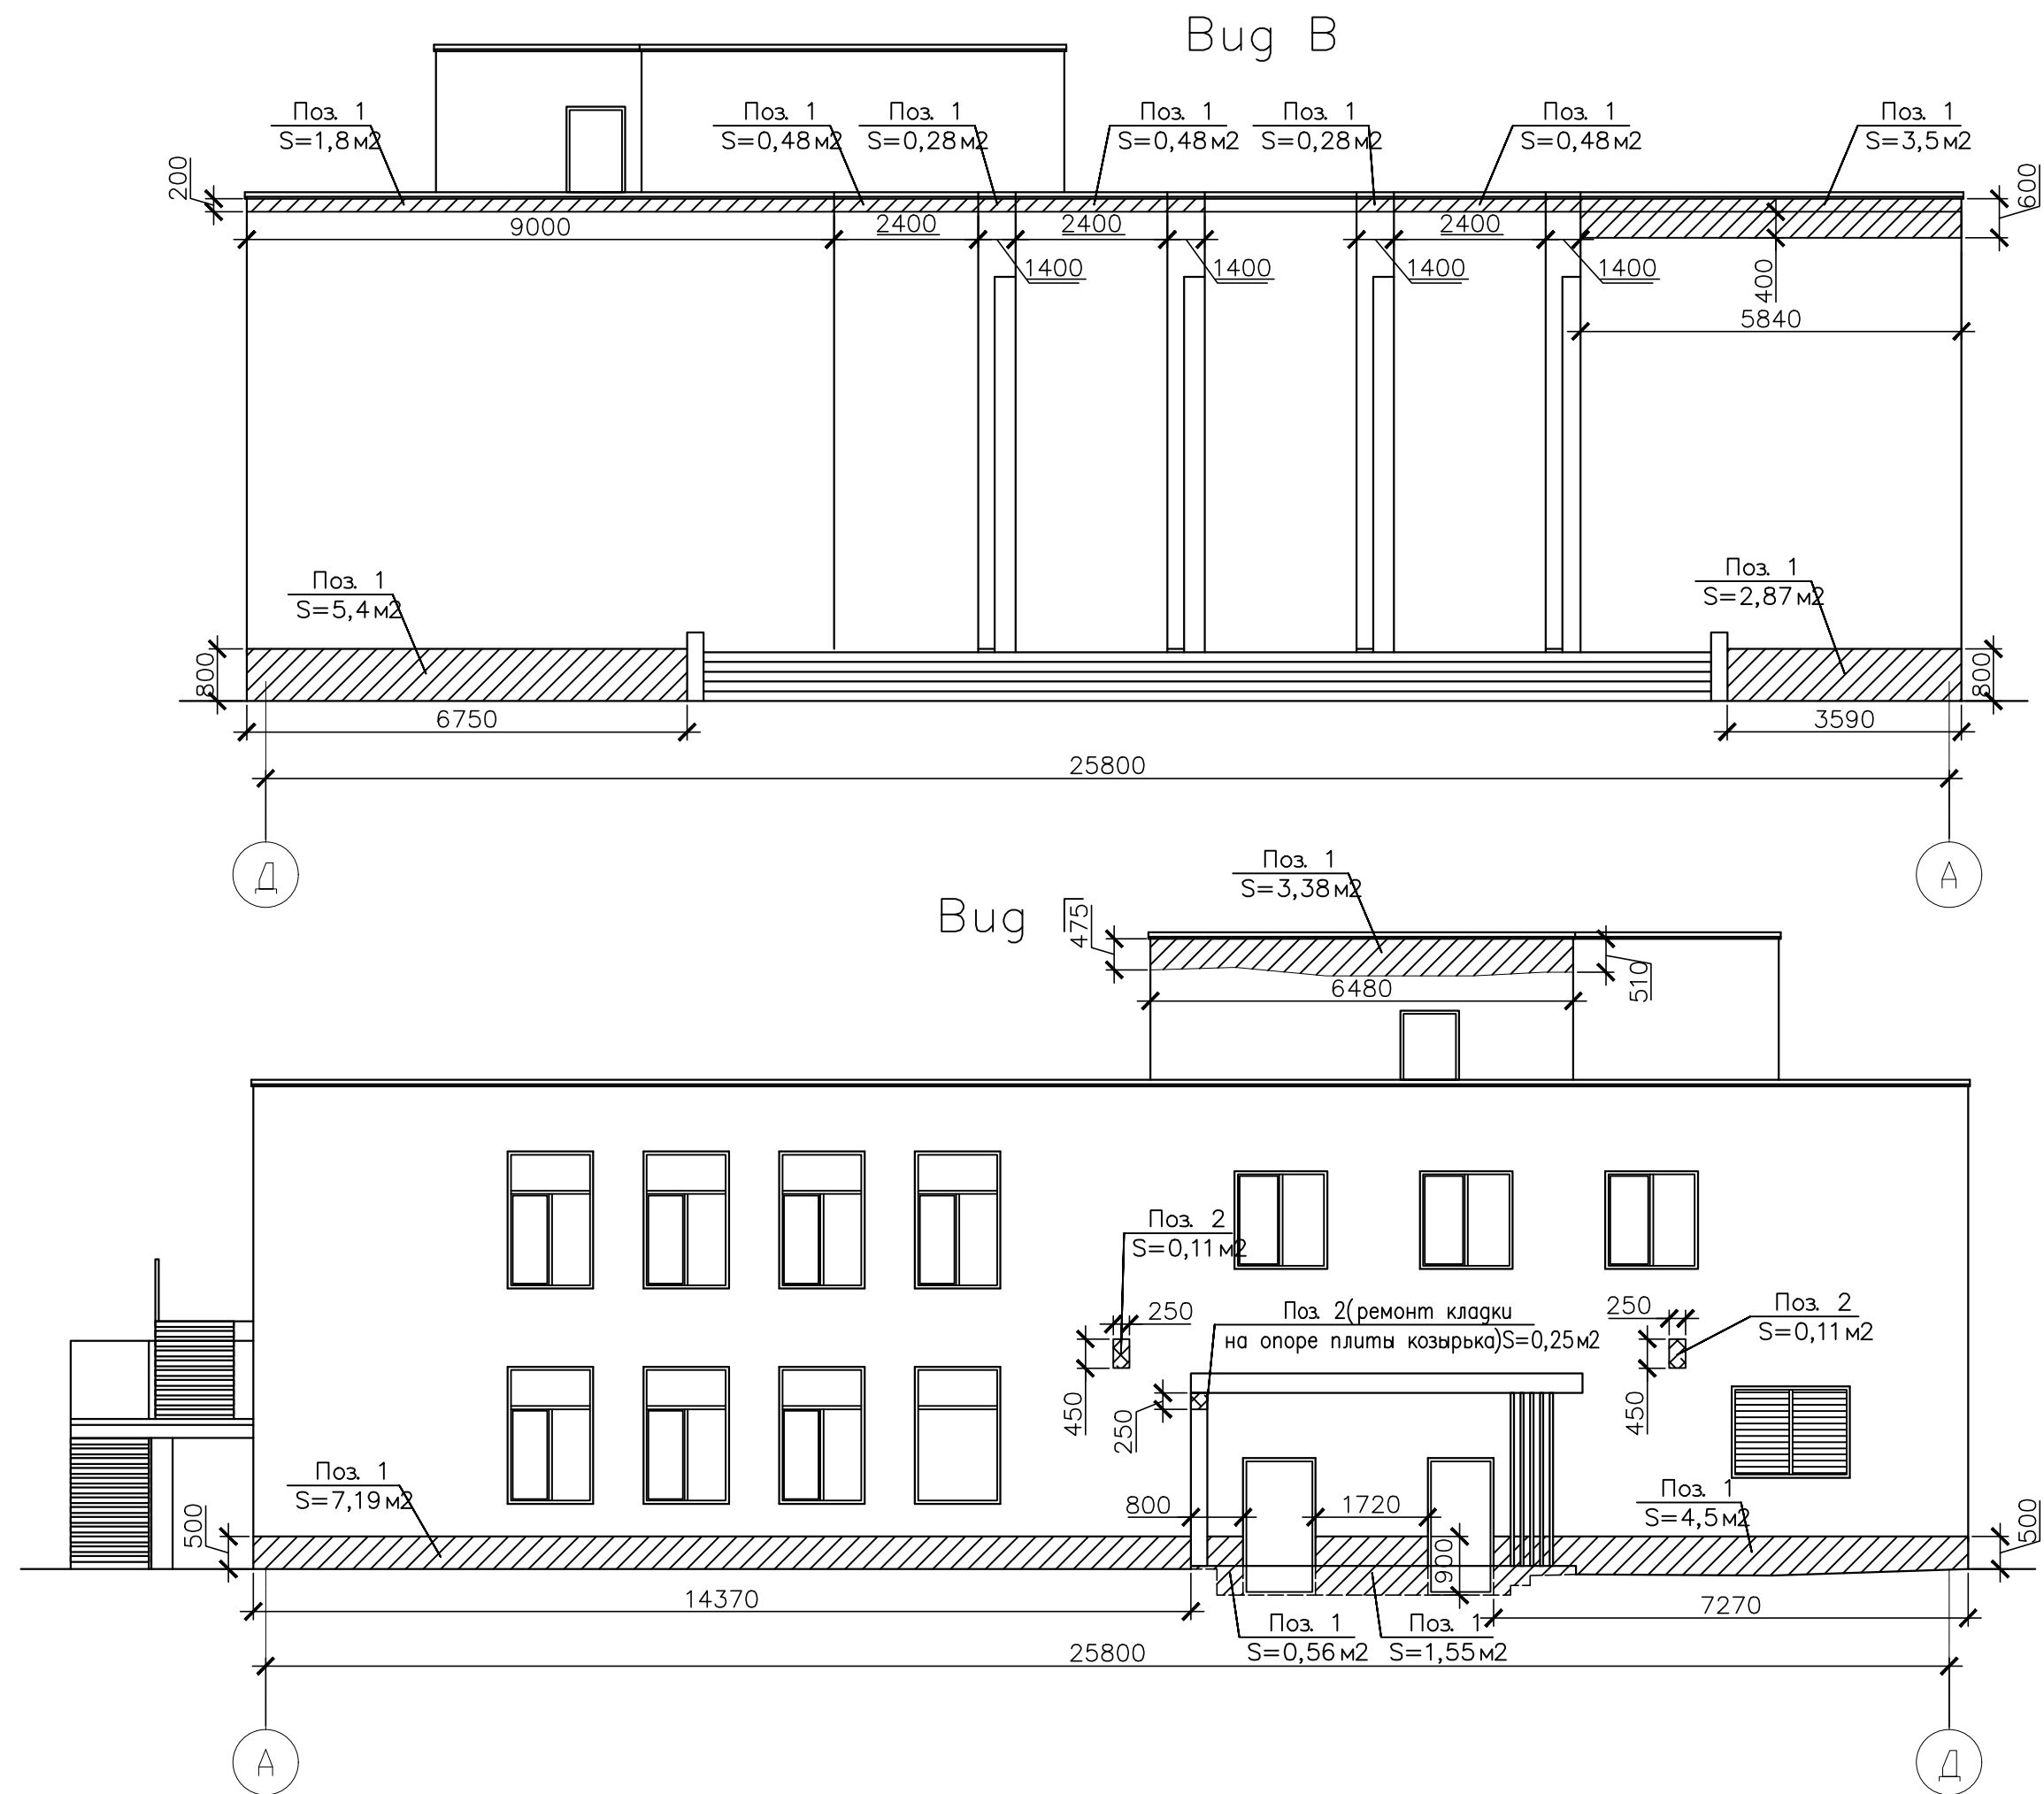 Вид В
Поз. 1
S=1,8м2
Поз. 1
S=0,48м2
Поз. 1
S=0,28м2
Поз. 1
S=0,48м2
Поз. 1
S=0,28м2
Поз. 1
S=0,48м2
Поз. 1
S=3,5м2
200
600
9000
2400
2400
2400
1400
1400
1400
1400
400
5840
Поз. 1
S=5,4м2
Поз. 1
S=2,87м2
800
800
6750
3590
25800
Д
А
Вид Г
Поз. 1
S=3,38м2
475
510
6480
Поз. 2
S=0,11м2
250
450
Поз. 2(ремонт кладки
на опоре плиты козырька)S=0,25м2
250
250
Поз. 2
S=0,11м2
450
Поз. 1
S=7,19м2
500
800
1720
900
Поз. 1
S=4,5м2
500
14370
7270
Поз. 1
S=0,56м2
Поз. 1
S=1,55м2
25800
А
Д